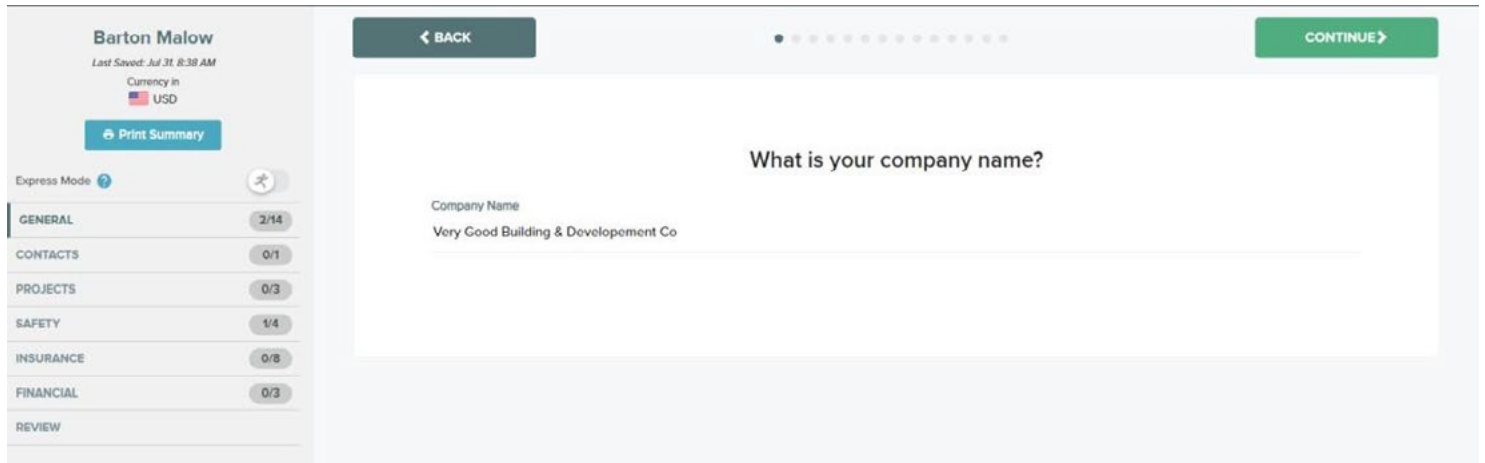 Barton Malow
Last Saved: Jul 31, 8:38 AM
Currency in
USD
Print Summary
Express Mode ?
GENERAL 2/14
CONTACTS 0/1
PROJECTS 0/3
SAFETY 1/4
INSURANCE 0/8
FINANCIAL 0/3
REVIEW
BACK
CONTINUE
What is your company name?
Company Name
Very Good Building & Developement Co